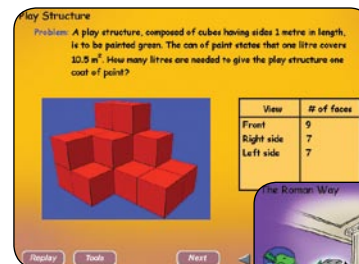 Play Structure
Problem: A play structure, composed of cubes having sides 1 metre in length,
is to be painted green. The can of paint states that one litre covers
10.5 m². How many litres are needed to give the play structure one
coat of paint?
View # of faces
Front 9
Right side 7
Left side 7
The Roman Way
Replay Tools Next